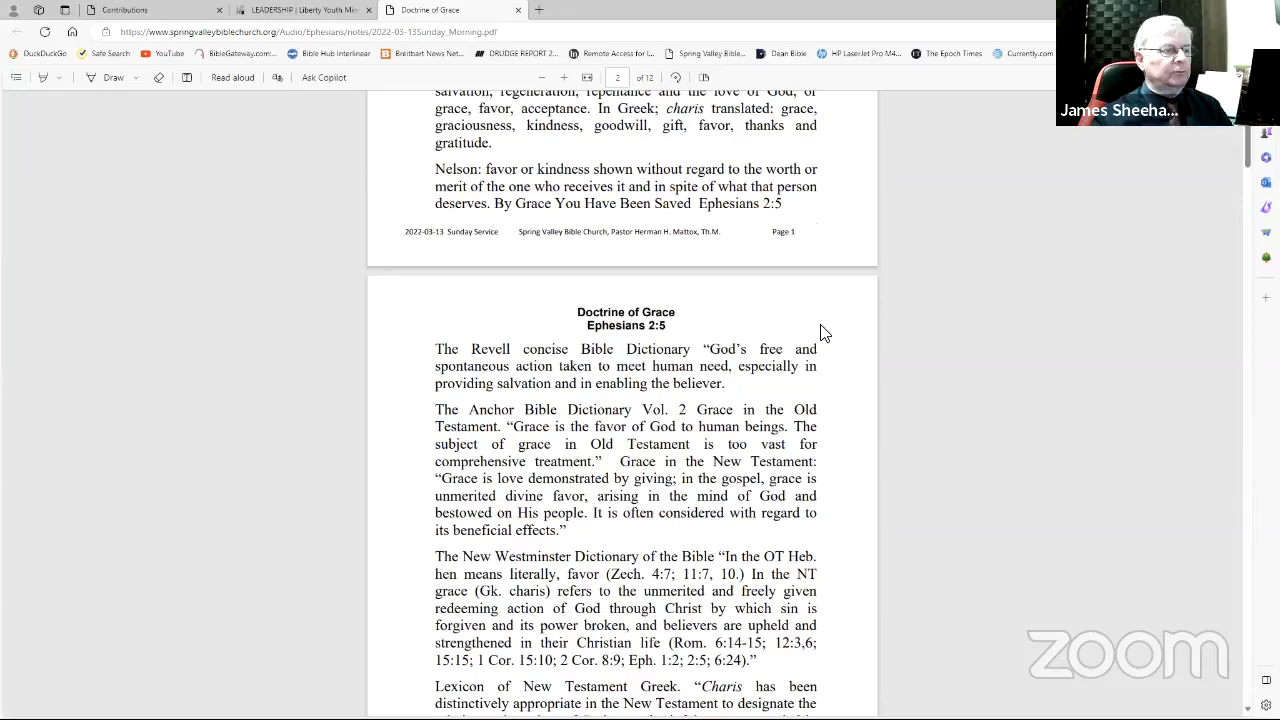 Contributions
LEADERSHIP | Liberty Youth Min
Doctrine of Grace
https://www.springvalleybiblechurch.org/Audio/Ephesians/notes/2022-03-13Sunday_Morning.pdf
DuckDuckGo
Safe Search
YouTube
BibleGateway.com:...
Bible Hub Interlinear
Breitbart News Net...
DRUDGE REPORT 2...
Remote Access for I...
Spring Valley Bible...
Dean Bible
HP LaserJet Pro M4...
The Epoch Times
Currently.com
Draw
Read aloud
Ask Copilot
2
of 12
James Sheeha...
salvation, regeneration, repentance and the love of God, of
grace, favor, acceptance. In Greek; charis translated: grace,
graciousness, kindness, goodwill, gift, favor, thanks and
gratitude.
Nelson: favor or kindness shown without regard to the worth or
merit of the one who receives it and in spite of what that person
deserves. By Grace You Have Been Saved Ephesians 2:5
2022-03-13 Sunday Service Spring Valley Bible Church, Pastor Herman H. Mattox, Th.M. Page 1
Doctrine of Grace
Ephesians 2:5
The Revell concise Bible Dictionary “God’s free and
spontaneous action taken to meet human need, especially in
providing salvation and in enabling the believer.
The Anchor Bible Dictionary Vol. 2 Grace in the Old
Testament. “Grace is the favor of God to human beings. The
subject of grace in Old Testament is too vast for
comprehensive treatment.” Grace in the New Testament:
“Grace is love demonstrated by giving; in the gospel, grace is
unmerited divine favor, arising in the mind of God and
bestowed on His people. It is often considered with regard to
its beneficial effects.”
The New Westminster Dictionary of the Bible “In the OT Heb.
hen means literally, favor (Zech. 4:7; 11:7, 10.) In the NT
grace (Gk. charis) refers to the unmerited and freely given
redeeming action of God through Christ by which sin is
forgiven and its power broken, and believers are upheld and
strengthened in their Christian life (Rom. 6:14-15; 12:3,6;
15:15; 1 Cor. 15:10; 2 Cor. 8:9; Eph. 1:2; 2:5; 6:24).”
Lexicon of New Testament Greek. “Charis has been
distinctively appropriate in the New Testament to designate the
zoom